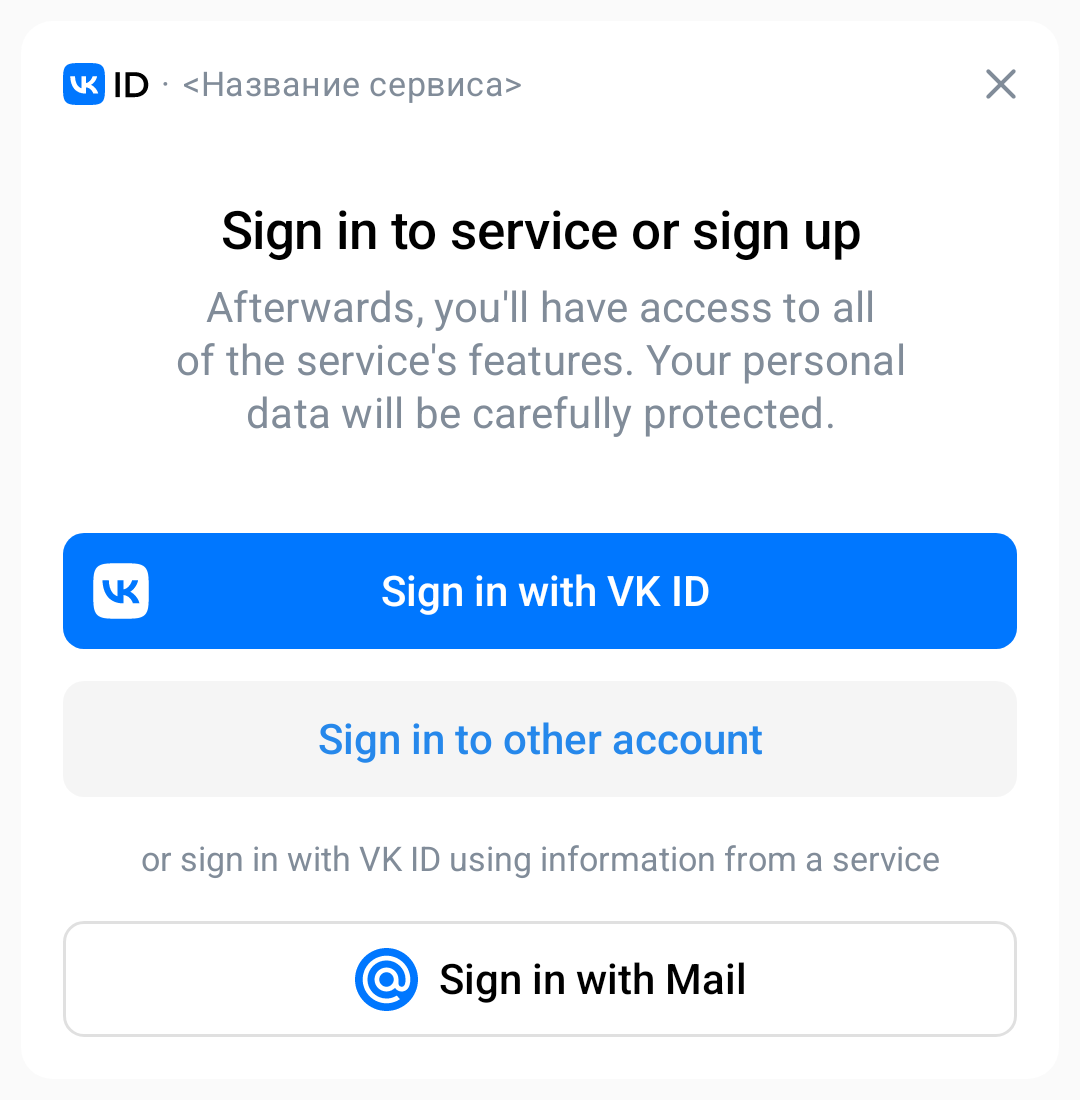 VK ID · <Название сервиса>
Sign in to service or sign up
Afterwards, you'll have access to all
of the service's features. Your personal
data will be carefully protected.
VK Sign in with VK ID
Sign in to other account
or sign in with VK ID using information from a service
@ Sign in with Mail